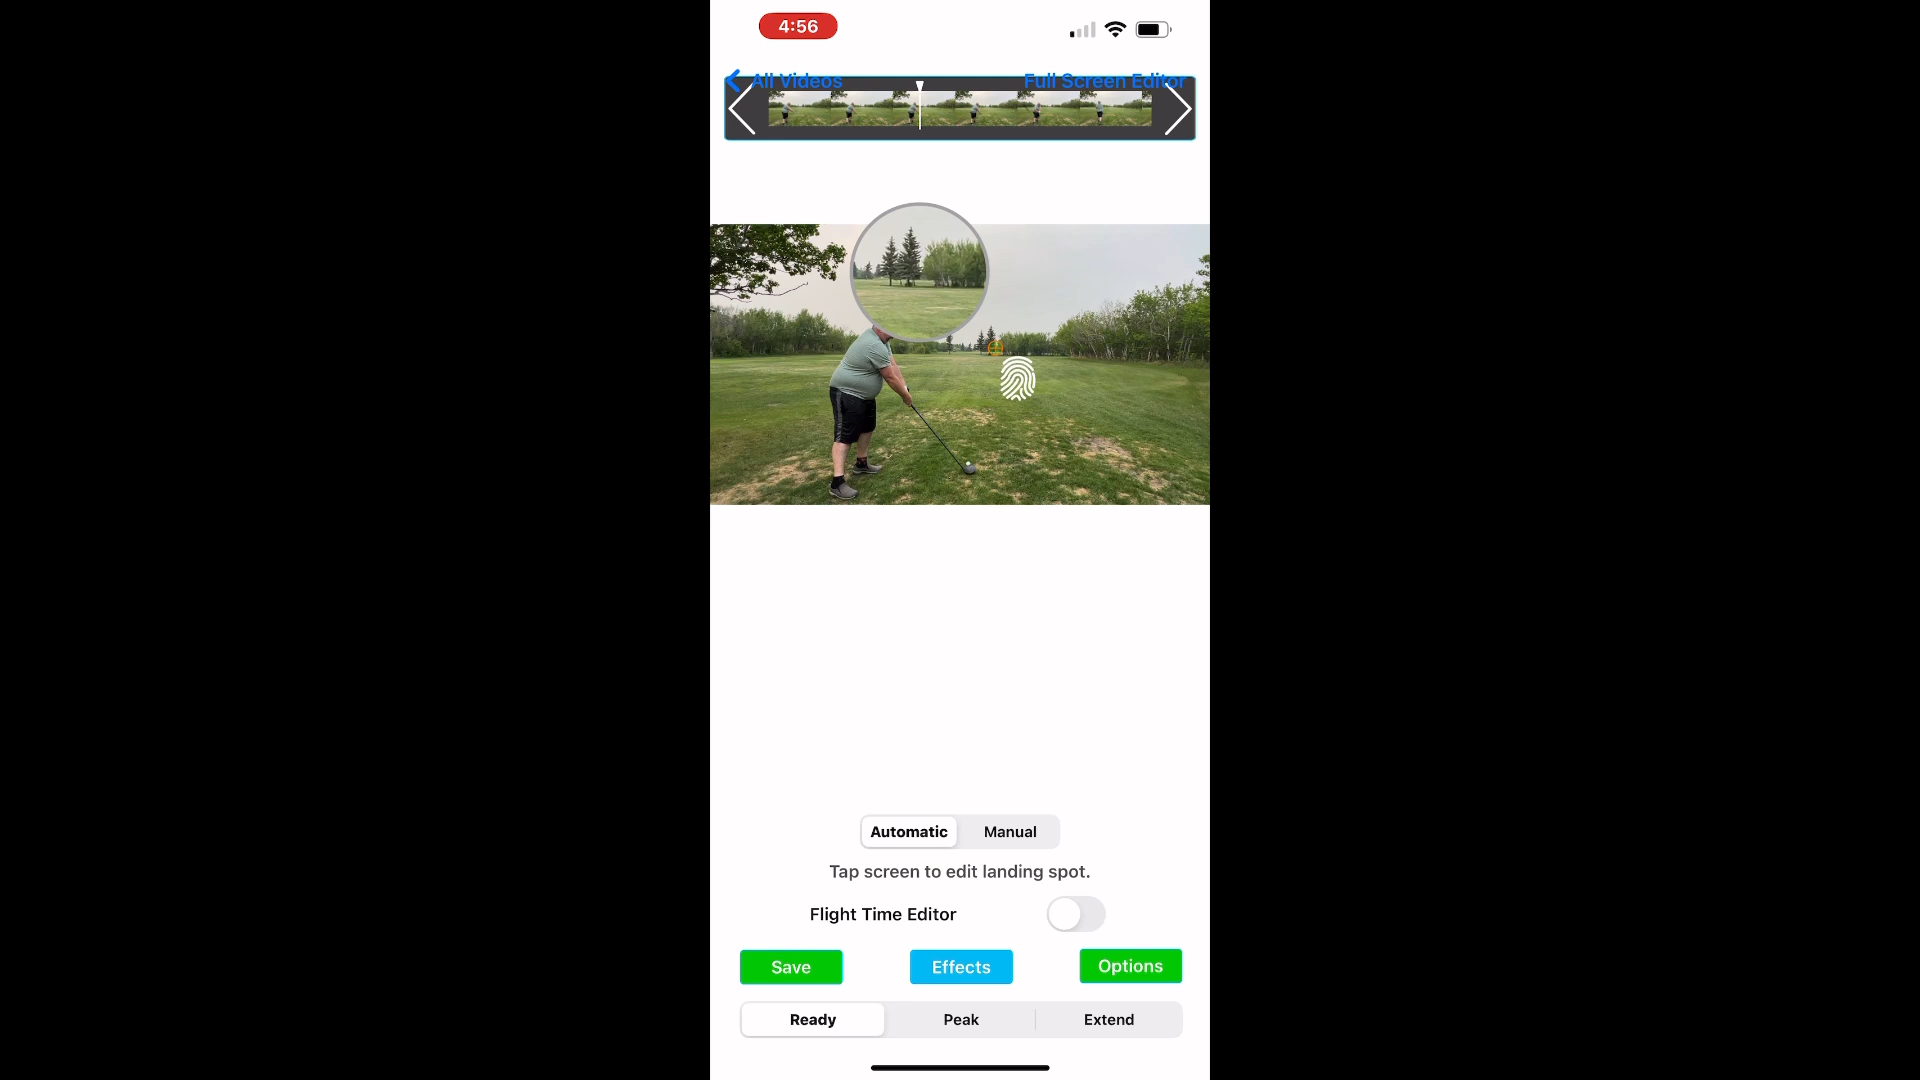 4:56
All Videos
Full Screen Editor
Automatic
Manual
Tap screen to edit landing spot.
Flight Time Editor
Save
Effects
Options
Ready
Peak
Extend